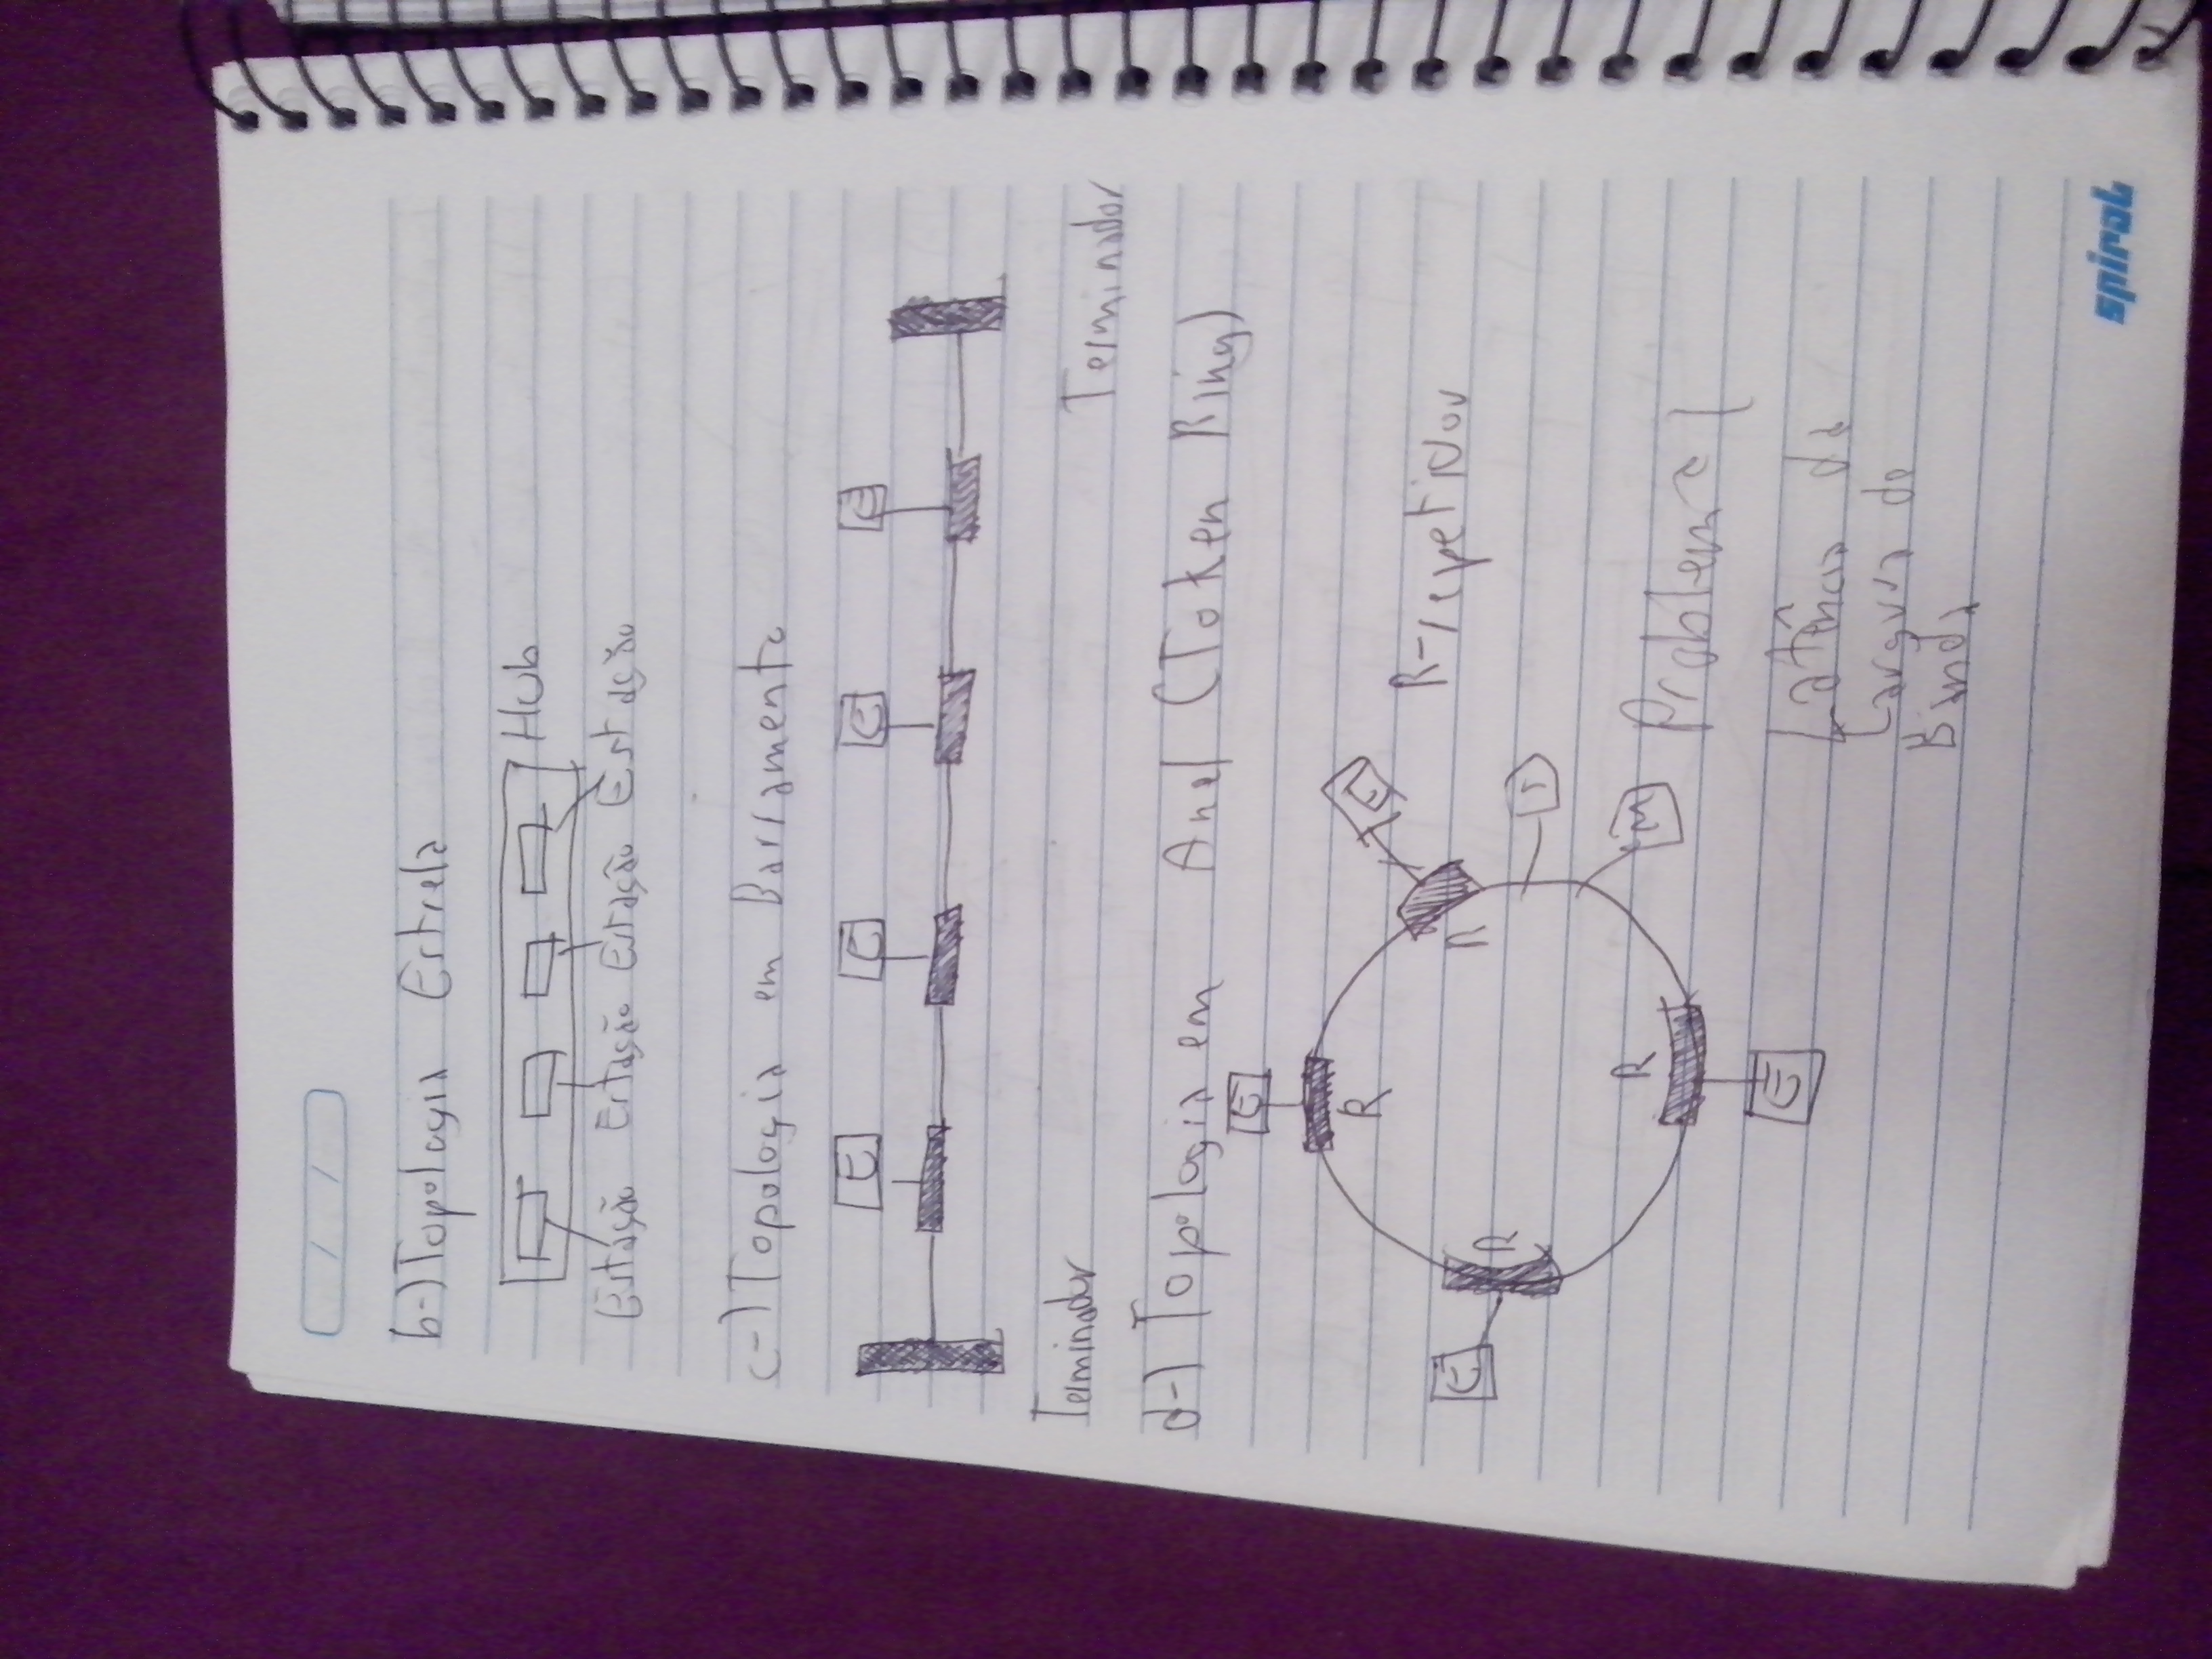 b-) Topologia Estrela
Hub
Estação Estação Estação Estação
c-) Topologia em Barramento
E E E E
Terminador Terminador
d-) Topologia em Anel (Token Ring)
E
R
E
R
R-repetidor
E
R
T
R
M
Problema
E
Latência da
Largura de
Banda
spiral